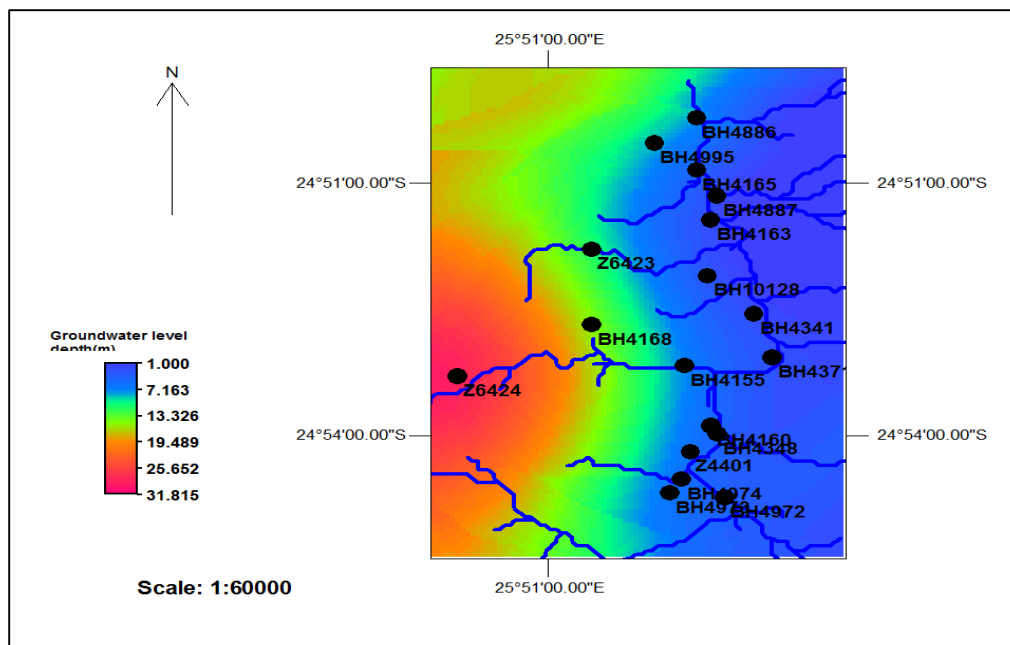 25°51'00.00"E
N
BH4886
BH4995
24°51'00.00"S
BH4165
24°51'00.00"S
BH4887
BH4163
Z6423
BH10128
BH4341
Groundwater level
depth(m)
BH4168
1.000
BH437
7.163
BH4155
Z6424
13.326
19.489
24°54'00.00"S
BH4160
24°54'00.00"S
BH4348
25.652
Z4401
31.815
BH4974
BH4972
25°51'00.00"E
Scale: 1:60000